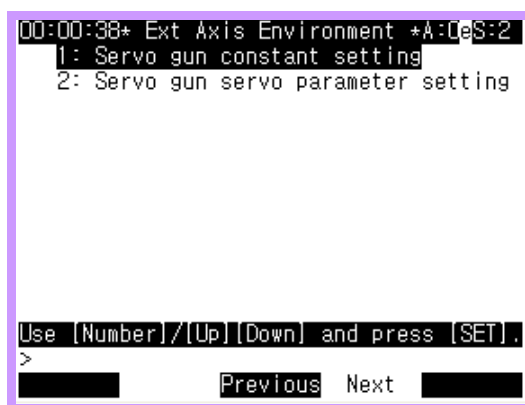 00:00:38* Ext Axis Environment *A:0eS:2
1: Servo gun constant setting
2: Servo gun servo parameter setting
Use [Number]/[Up][Down] and press [SET].
>
Previous Next